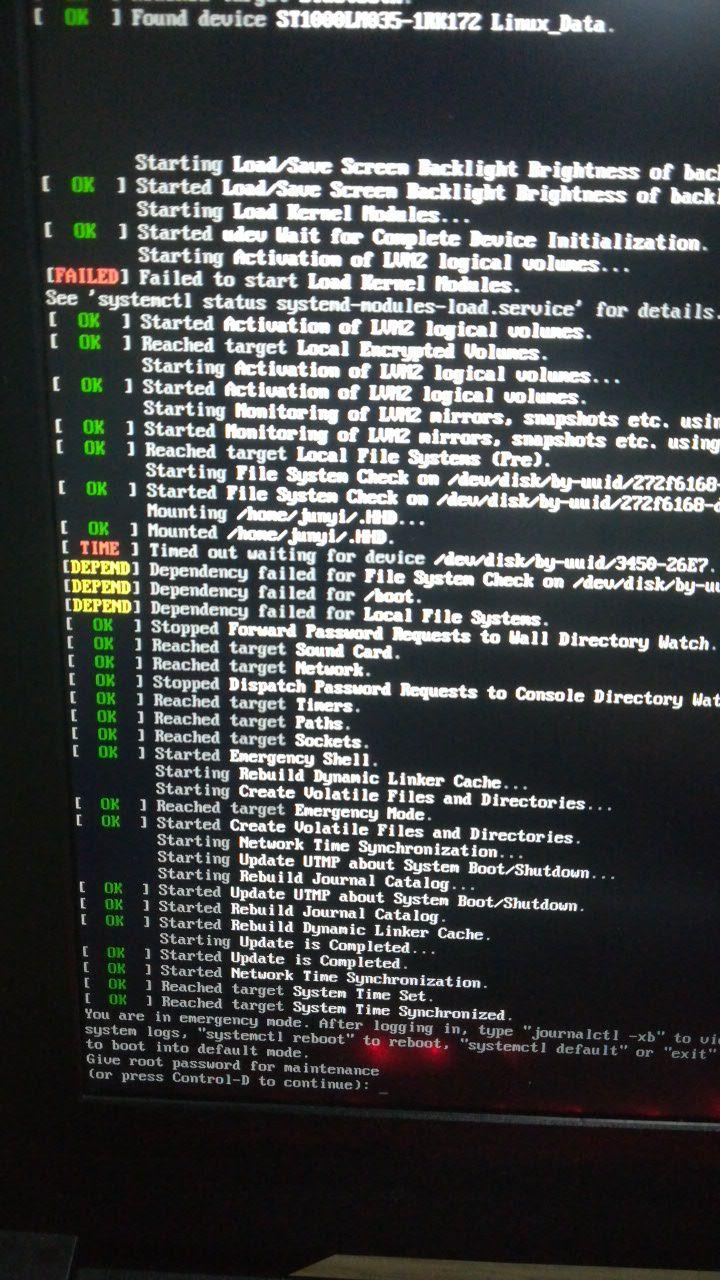 [ OK ] Found device ST1000LM035-1RK172 Linux_Data.
Starting Load/Save Screen Backlight Brightness of
[ OK ] Started Load/Save Screen Backlight Brightness of
Starting Load Kernel Modules...
[ OK ] Started udev Wait for Complete Device Initialization.
Starting Activation of LVM2 logical volumes...
[FAILED] Failed to start Load Kernel Modules.
See 'systemctl status systemd-modules-load.service' for details.
[ OK ] Started Activation of LVM2 logical volumes.
[ OK ] Reached target Local Encrypted Volumes.
Starting Activation of LVM2 logical volumes...
[ OK ] Started Activation of LVM2 logical volumes.
Starting Monitoring of LVM2 mirrors, snapshots etc.
[ OK ] Started Monitoring of LVM2 mirrors, snapshots etc. using
[ OK ] Reached target Local File Systems (Pre).
Starting File System Check on /dev/disk/by-uuid/272f6168-
[ OK ] Started File System Check on /dev/disk/by-uuid/272f6168-
Mounting /home/junyi/.HHD...
[ OK ] Mounted /home/junyi/.HHD.
[ TIME ] Timed out waiting for device /dev/disk/by-uuid/3450-26E7.
[DEPEND] Dependency failed for File System Check on
[DEPEND] Dependency failed for /boot.
[DEPEND] Dependency failed for Local File Systems.
[ OK ] Stopped Forward Password Requests to Wall Directory Watch.
[ OK ] Reached target Sound Card.
[ OK ] Reached target Network.
[ OK ] Stopped Dispatch Password Requests to Console Directory
[ OK ] Reached target Timers.
[ OK ] Reached target Paths.
[ OK ] Reached target Sockets.
[ OK ] Started Emergency Shell.
Starting Rebuild Dynamic Linker Cache...
Starting Create Volatile Files and Directories...
[ OK ] Reached target Emergency Mode.
[ OK ] Started Create Volatile Files and Directories.
Starting Network Time Synchronization...
Starting Update UTMP about System Boot/Shutdown...
Starting Rebuild Journal Catalog...
[ OK ] Started Update UTMP about System Boot/Shutdown.
[ OK ] Started Rebuild Journal Catalog.
[ OK ] Started Rebuild Dynamic Linker Cache.
Starting Update is Completed...
[ OK ] Started Update is Completed.
[ OK ] Started Network Time Synchronization.
[ OK ] Reached target System Time Set.
[ OK ] Reached target System Time Synchronized.
You are in emergency mode. After logging in, type "journalctl -xb" to
system logs, "systemctl reboot" to reboot, "systemctl default" or "exit"
to boot into default mode.
Give root password for maintenance
(or press Control-D to continue): _